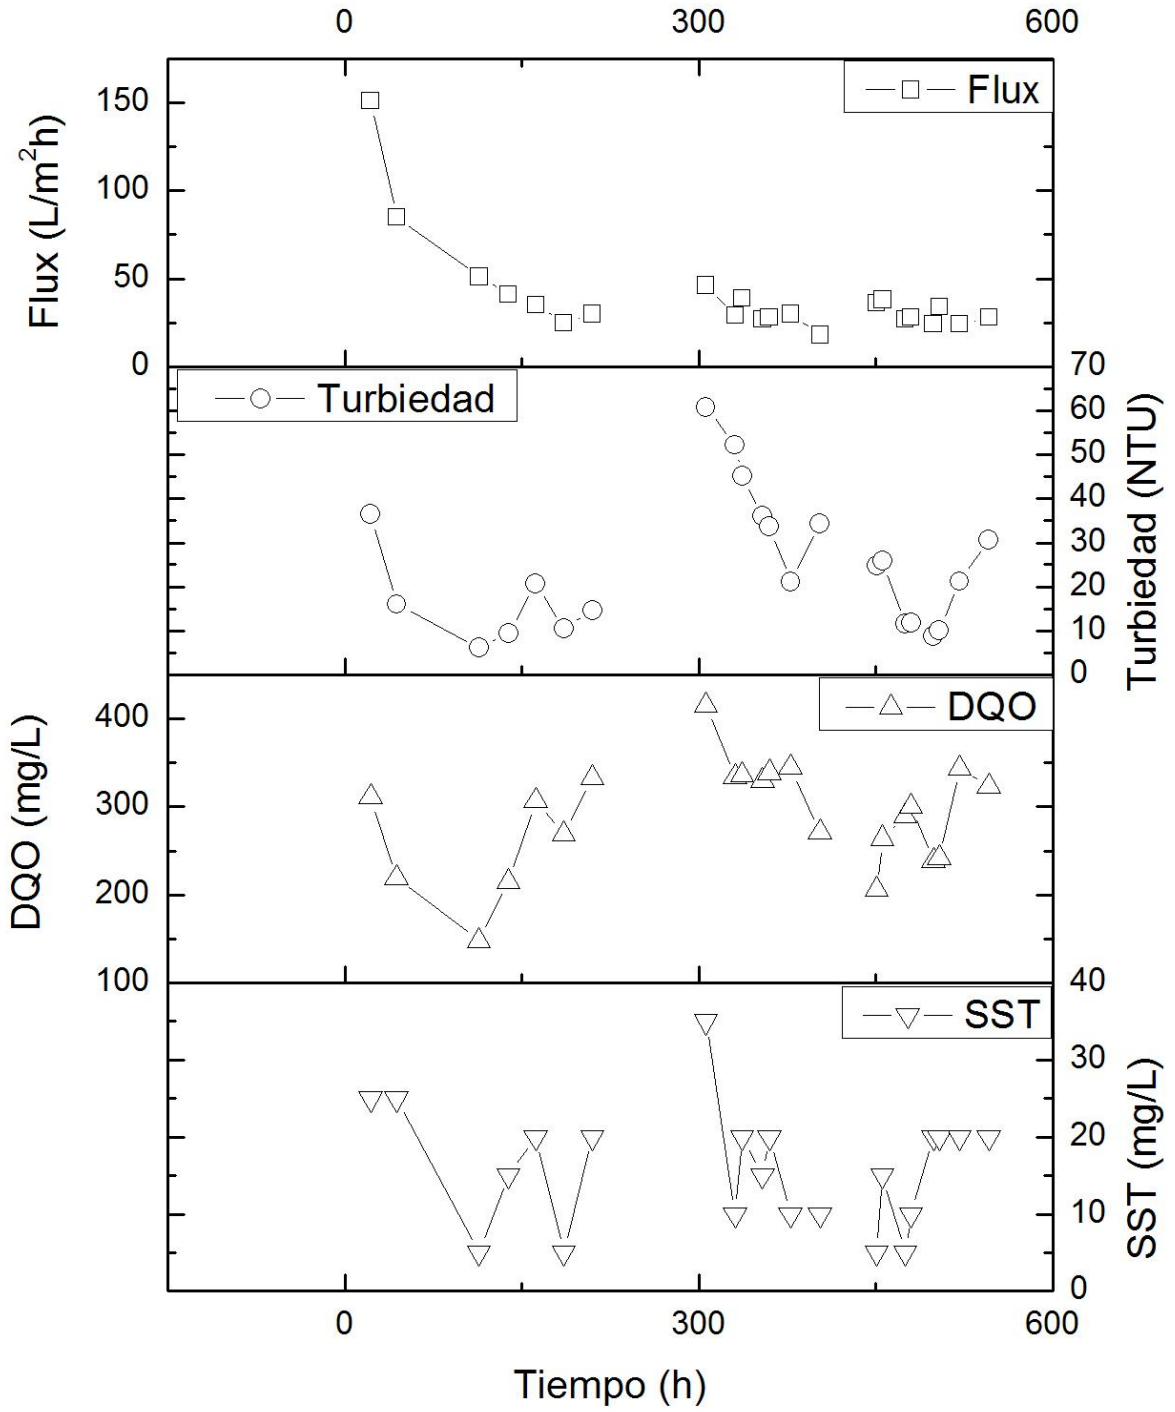 0 300 600
Flux
150
100
50
0
Flux (L/m²h)
Turbiedad
70
60
50
40
30
20
10
0
Turbiedad (NTU)
DQO
400
300
200
100
DQO (mg/L)
SST
40
30
20
10
0
SST (mg/L)
0 300 600
Tiempo (h)